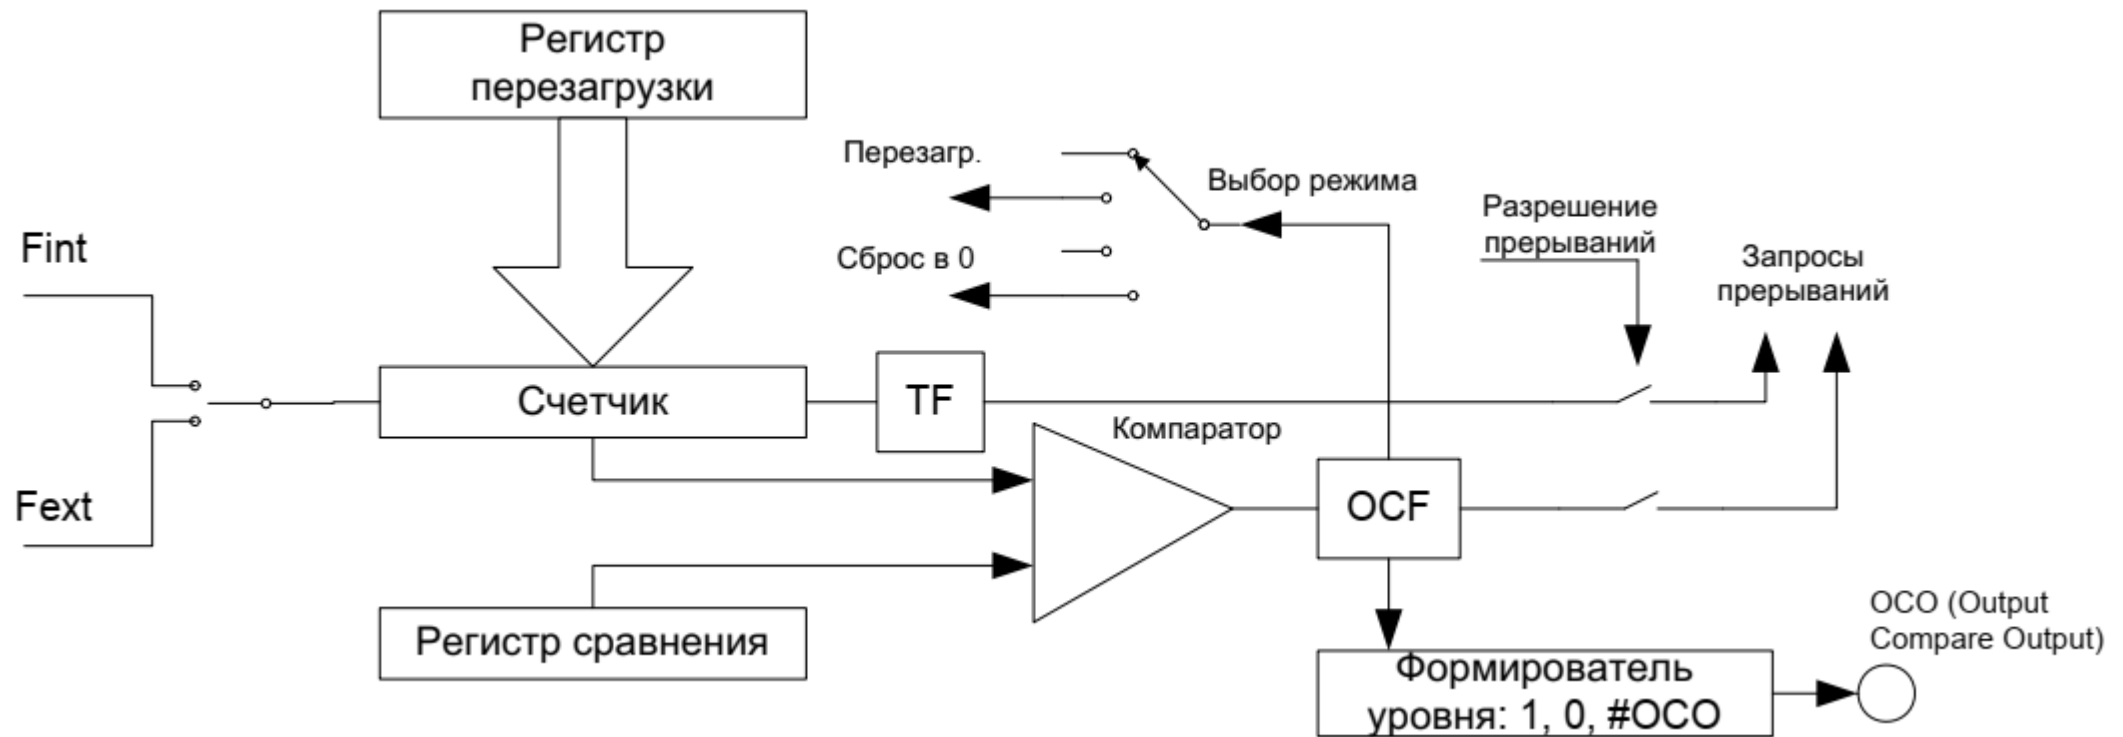 Регистр
перезагрузки
Перезагр.
Выбор режима
Разрешение
прерываний
Fint
Сброс в 0
Запросы
прерываний
Счетчик
TF
Компаратор
Fext
OCF
Регистр сравнения
OCO (Output
Compare Output)
Формирователь
уровня: 1, 0, #OCO